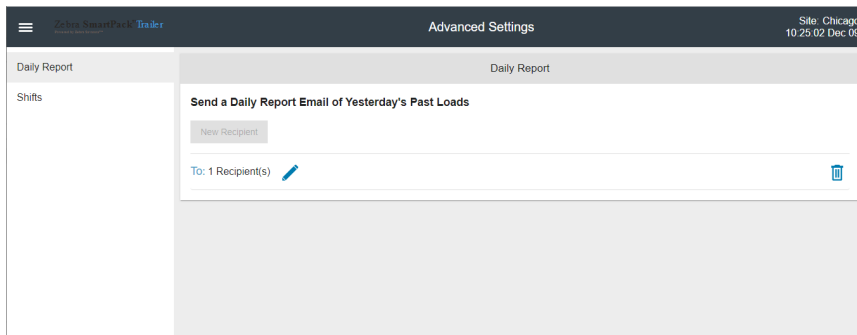 Zebra SmartPack Trailer
Advanced Settings
Site: Chicago
10:25:02 Dec 09
Daily Report
Shifts
Daily Report
Send a Daily Report Email of Yesterday's Past Loads
New Recipient
To: 1 Recipient(s)